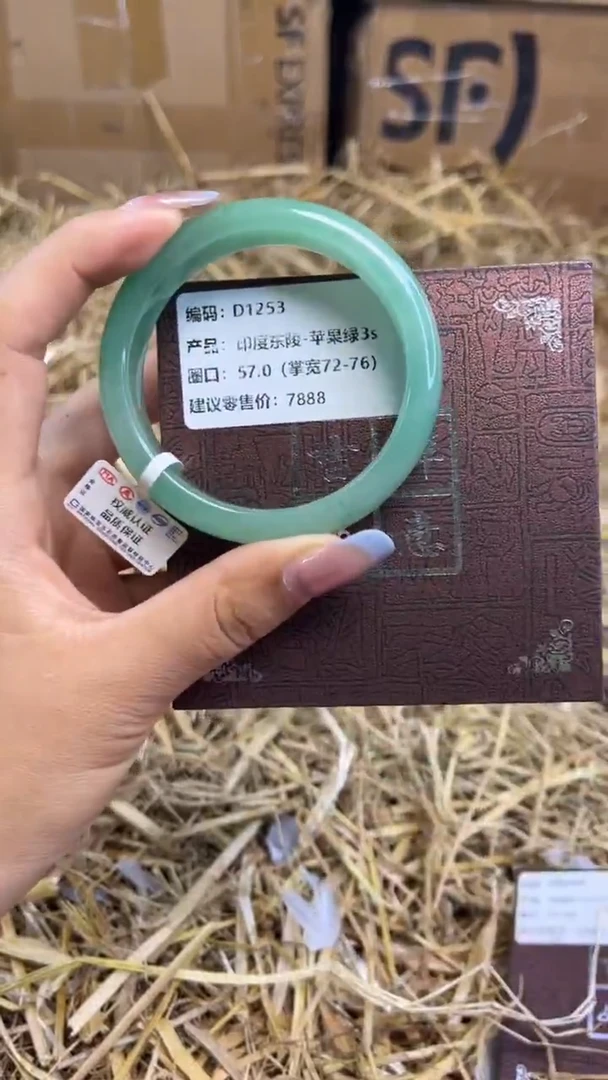 SF EXPRE
SF
编码：D1253
产品：印度东陵-苹果绿3s
圈口：57.0（掌宽72-76）
建议零售价：7888
权威认证
品质保证